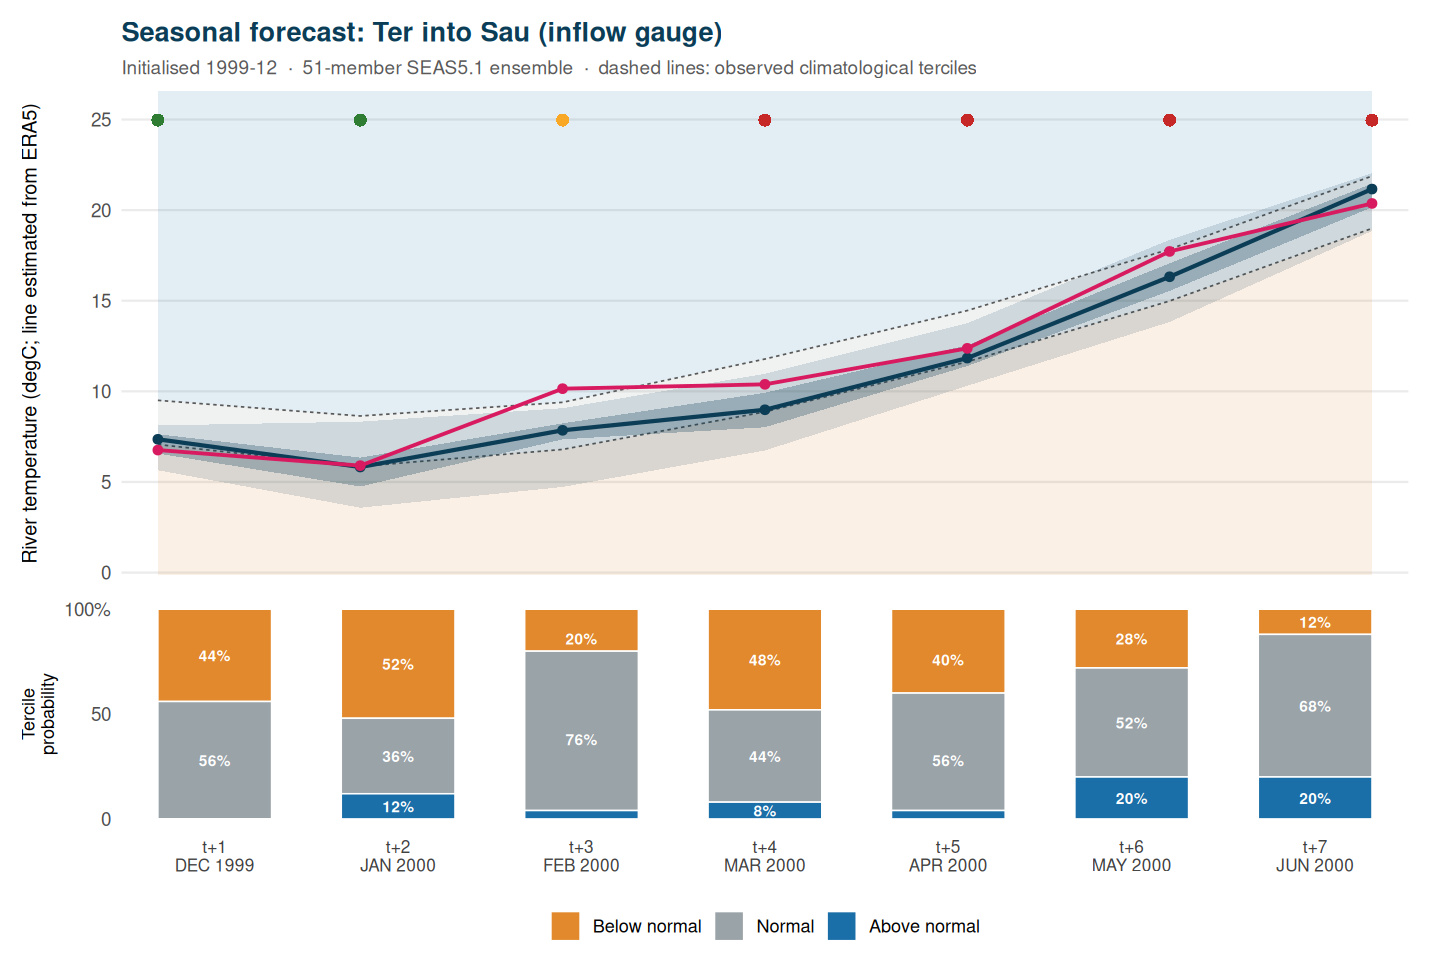 Seasonal forecast: Ter into Sau (inflow gauge)
Initialised 1999-12 · 51-member SEAS5.1 ensemble · dashed lines: observed climatological terciles
River temperature (degC; line estimated from ERA5)
25
20
15
10
5
0
Tercile
probability
100%
50
0
44%
56%
52%
36%
12%
20%
76%
48%
44%
8%
40%
56%
28%
52%
20%
12%
68%
20%
t+1
DEC 1999
t+2
JAN 2000
t+3
FEB 2000
t+4
MAR 2000
t+5
APR 2000
t+6
MAY 2000
t+7
JUN 2000
Below normal
Normal
Above normal